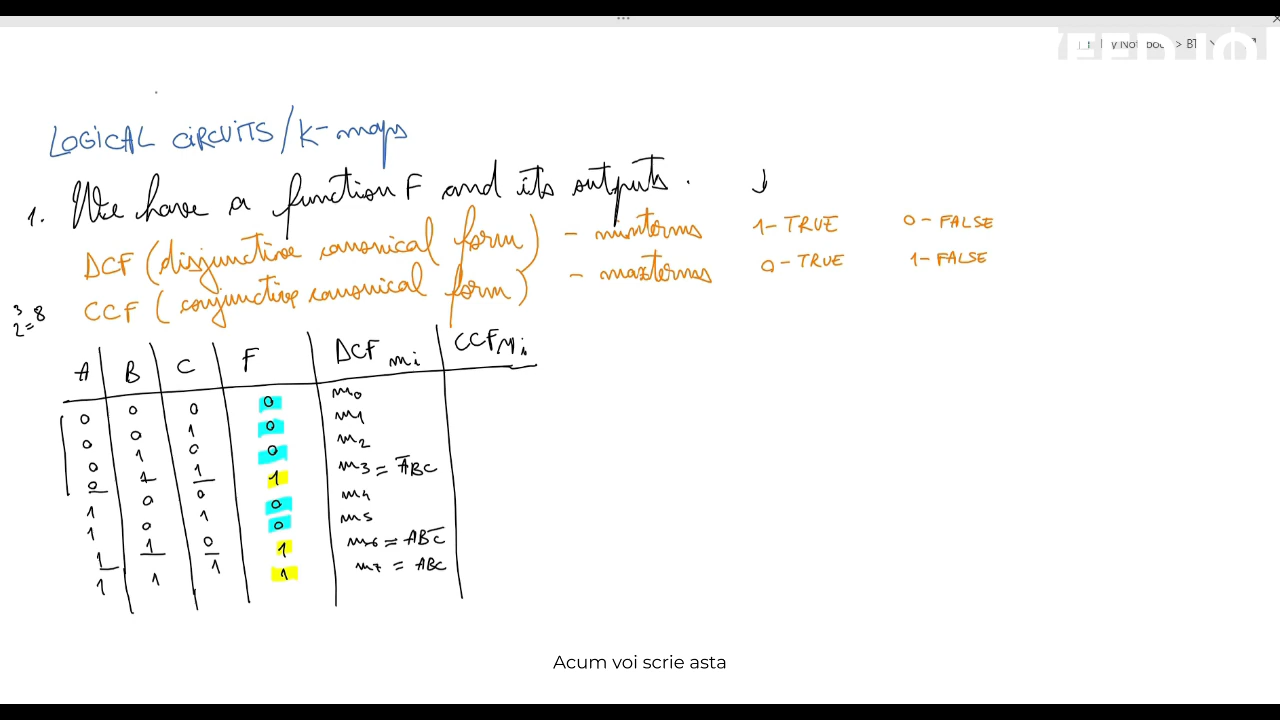 My Notebook > BT
LOGICAL CIRCUITS / K-maps
1. We have a function F and its outputs.
DCF (disjunctive canonical form) - minterms 1-TRUE 0-FALSE
CCF (conjunctive canonical form) - maxterms 0-TRUE 1-FALSE
2³=8
A B C F DCF mi CCF Mi
0 0 0 0 m0
0 0 1 0 m1
0 1 0 0 m2
0 1 1 1 m3 = A̅BC
1 0 0 0 m4
1 0 1 0 m5
1 1 0 1 m6 = ABC̅
1 1 1 1 m7 = ABC
Acum voi scrie asta